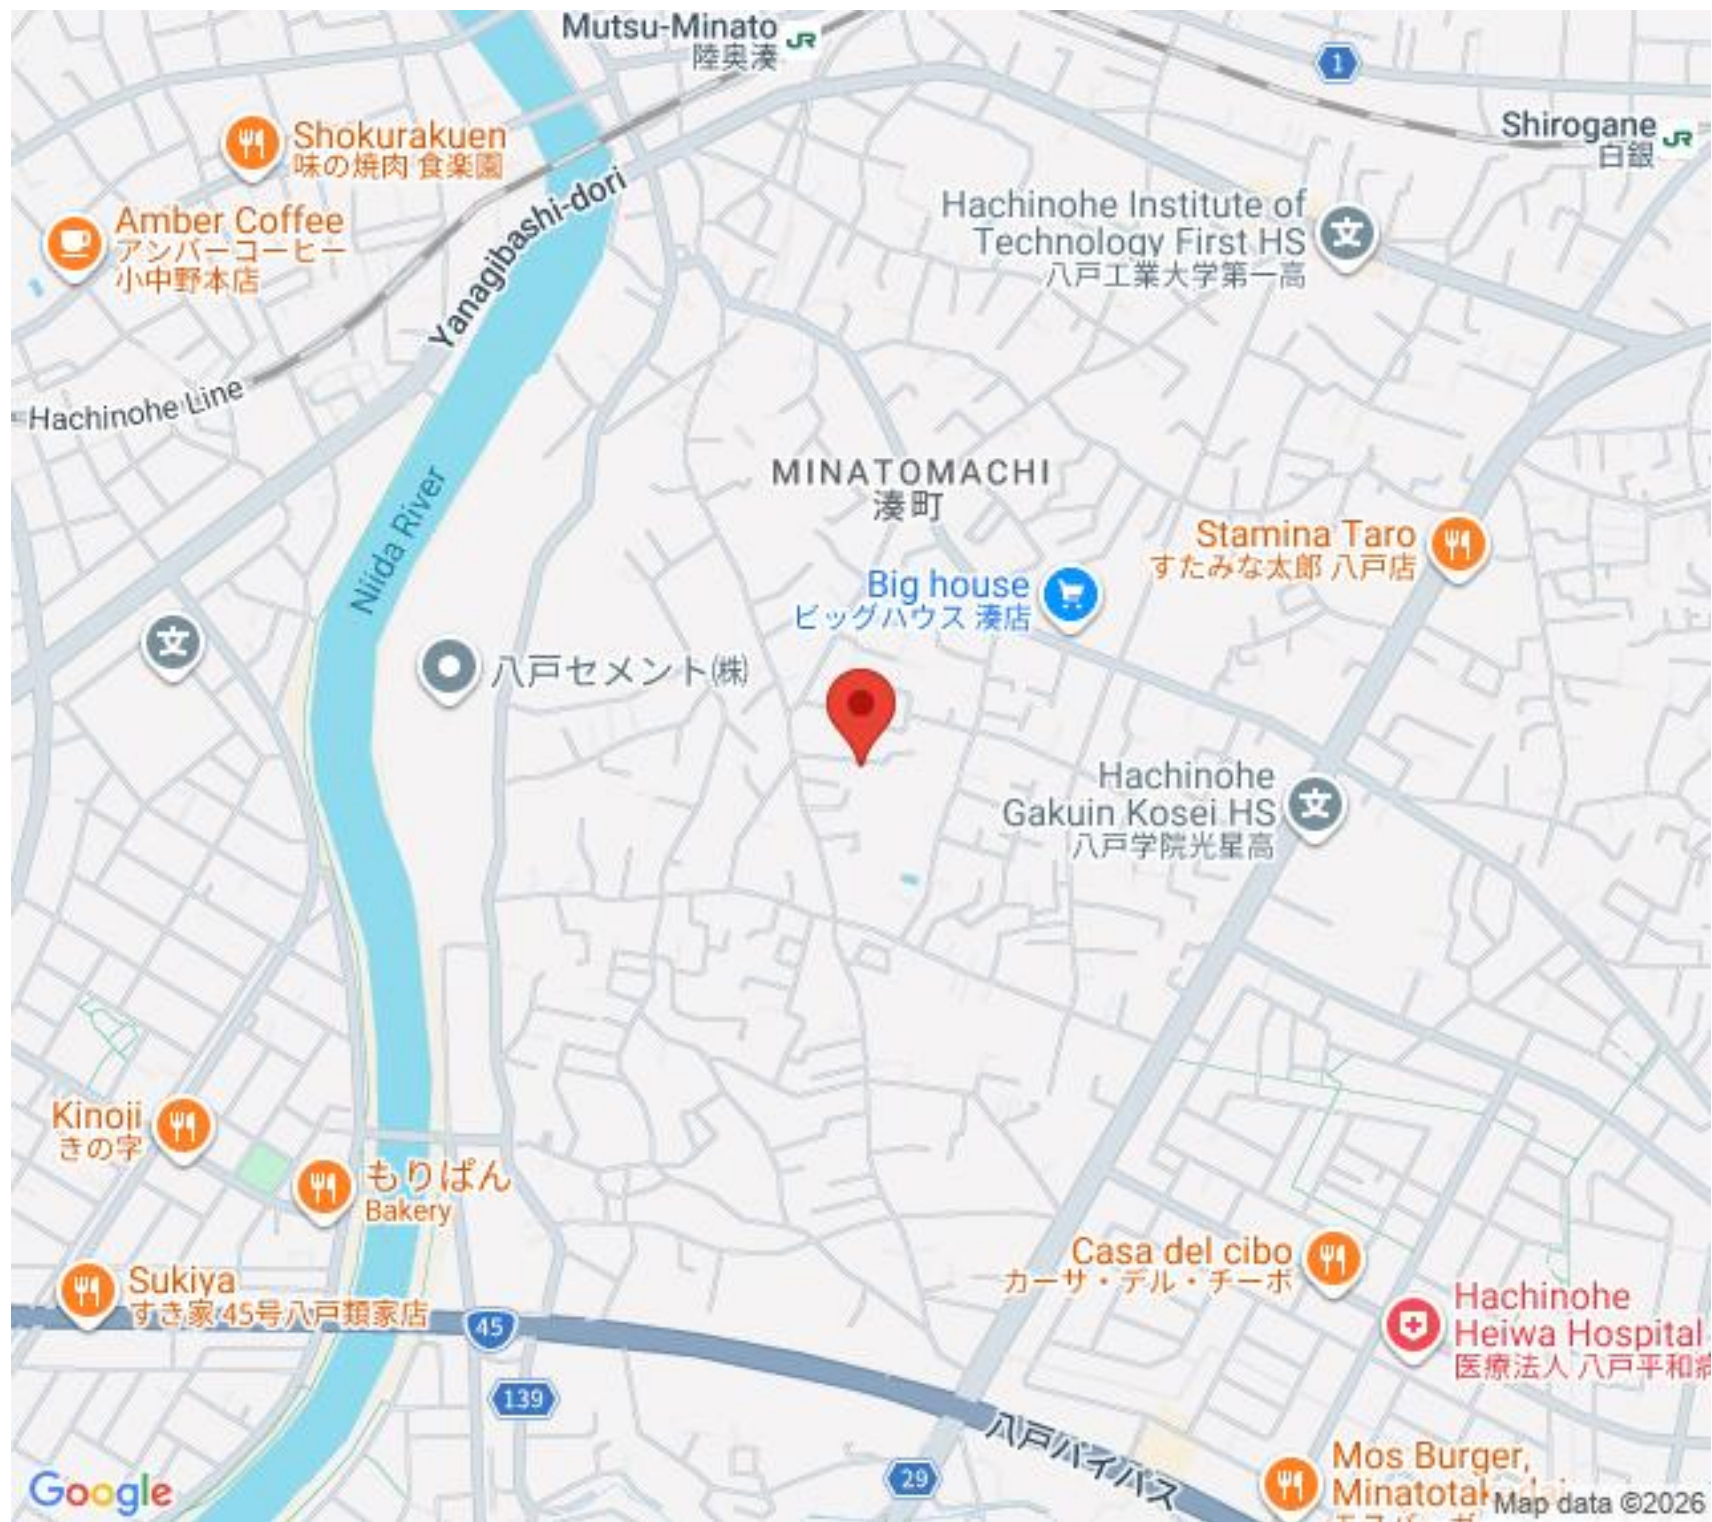 Mutsu-Minato
陸奥湊
JR
1
Shirogane
白銀
JR
Shokurakuen
味の焼肉 食楽園
Amber Coffee
アンバーコーヒー
小中野本店
Yanagibashi-dori
Hachinohe Institute of
Technology First HS
八戸工業大学第一高
文
Hachinohe Line
Niida River
MINATOMACHI
湊町
Stamina Taro
すたみな太郎 八戸店
Big house
ビッグハウス 湊店
文
八戸セメント㈱
Hachinohe
Gakuin Kosei HS
八戸学院光星高
文
Kinoji
きの字
もりぱん
Bakery
Sukiya
すき家 45号八戸類家店
45
139
Casa del cibo
カーサ・デル・チーボ
Hachinohe
Heiwa Hospital
医療法人 八戸平和病
八戸バイパス
29
Mos Burger,
Google
Map data ©2026